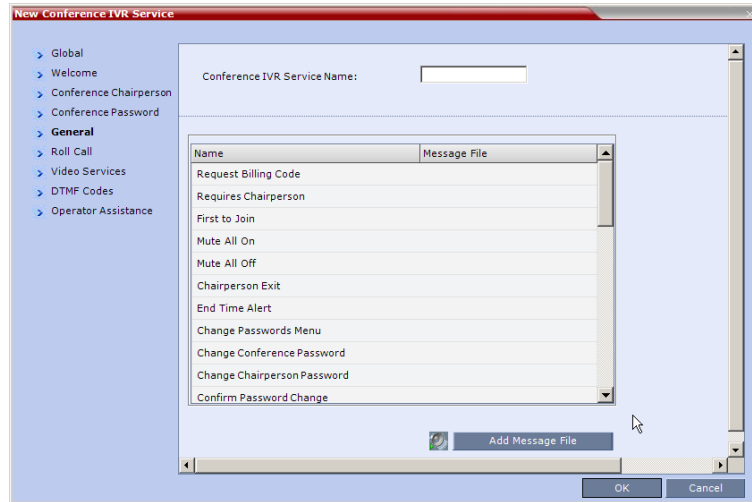 New Conference IVR Service
Global
Welcome
Conference Chairperson
Conference Password
General
Roll Call
Video Services
DTMF Codes
Operator Assistance
Conference IVR Service Name:
Name Message File
Request Billing Code
Requires Chairperson
First to Join
Mute All On
Mute All Off
Chairperson Exit
End Time Alert
Change Passwords Menu
Change Conference Password
Change Chairperson Password
Confirm Password Change
Add Message File
OK Cancel